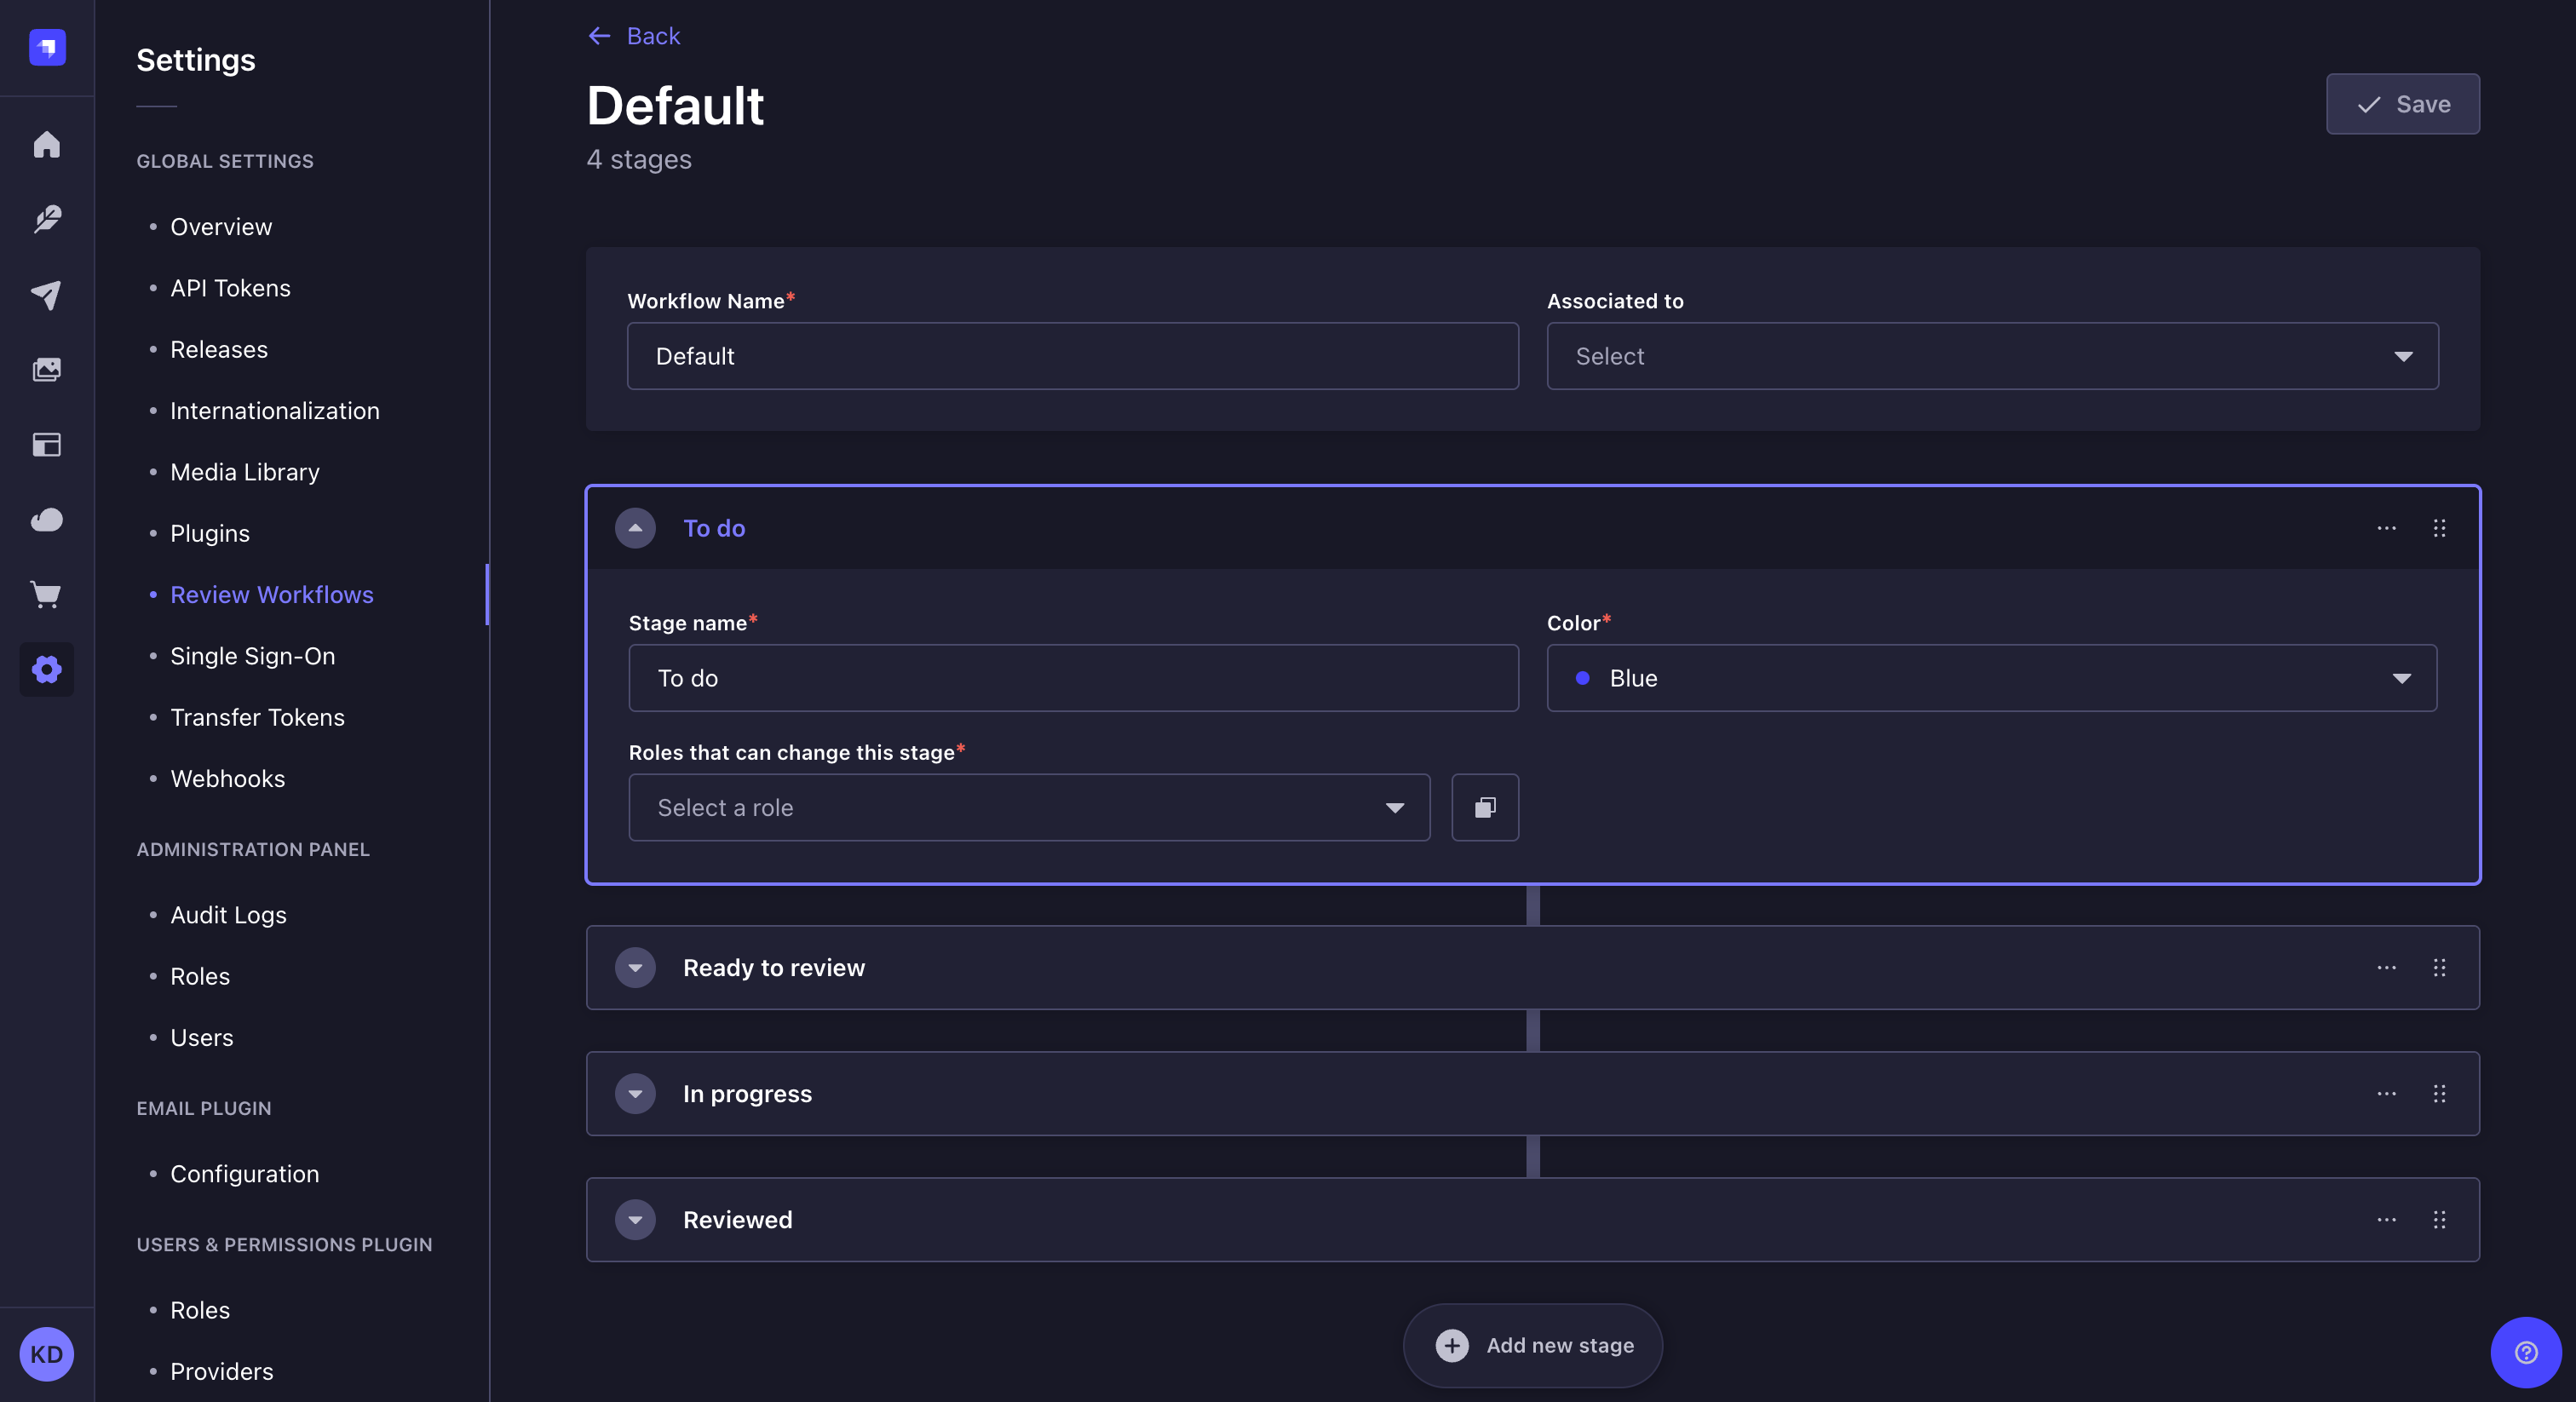 Settings
GLOBAL SETTINGS
Overview
API Tokens
Releases
Internationalization
Media Library
Plugins
Review Workflows
Single Sign-On
Transfer Tokens
Webhooks
ADMINISTRATION PANEL
Audit Logs
Roles
Users
EMAIL PLUGIN
Configuration
USERS & PERMISSIONS PLUGIN
Roles
Providers
KD
Back
Default
4 stages
Save
Workflow Name*
Default
Associated to
Select
To do
Stage name*
To do
Color*
Blue
Roles that can change this stage*
Select a role
Ready to review
In progress
Reviewed
Add new stage